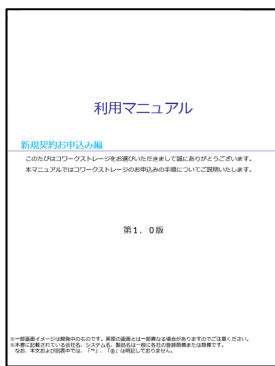 利用マニュアル
新規契約お申込み編
このたびはコワークストレージをお選びいただきまして誠にありがとうございます。
本マニュアルではコワークストレージのお申込みの手順についてご説明いたします。
第1．0版
※一部画面イメージは開発中のものです。実際の画面とは一部異なる場合がありますのでご注意ください。
※本書に記載されている会社名、システム名、製品名は一般に各社の登録商標または商標です。
なお、本文および図表中では、「™」、「®」は明記しておりません。